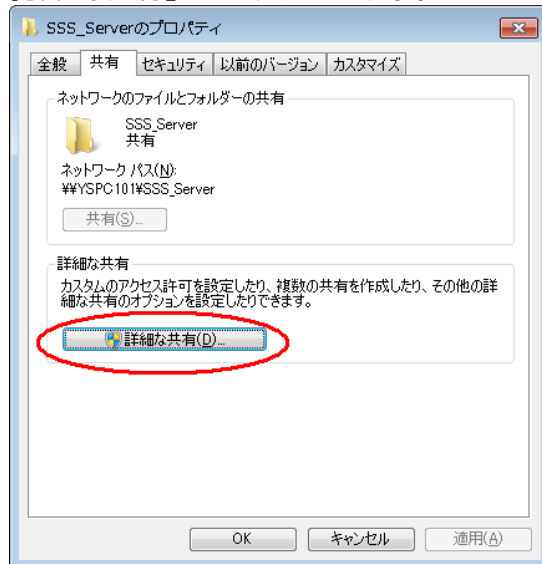 SSS_Serverのプロパティ
全般 共有 セキュリティ 以前のバージョン カスタマイズ
ネットワークのファイルとフォルダーの共有
SSS_Server
共有
ネットワーク パス(N):
¥¥YSPC101¥SSS_Server
共有(S)...
詳細な共有
カスタムのアクセス許可を設定したり、複数の共有を作成したり、その他の詳
細な共有のオプションを設定したりできます。
詳細な共有(D)...
OK キャンセル 適用(A)